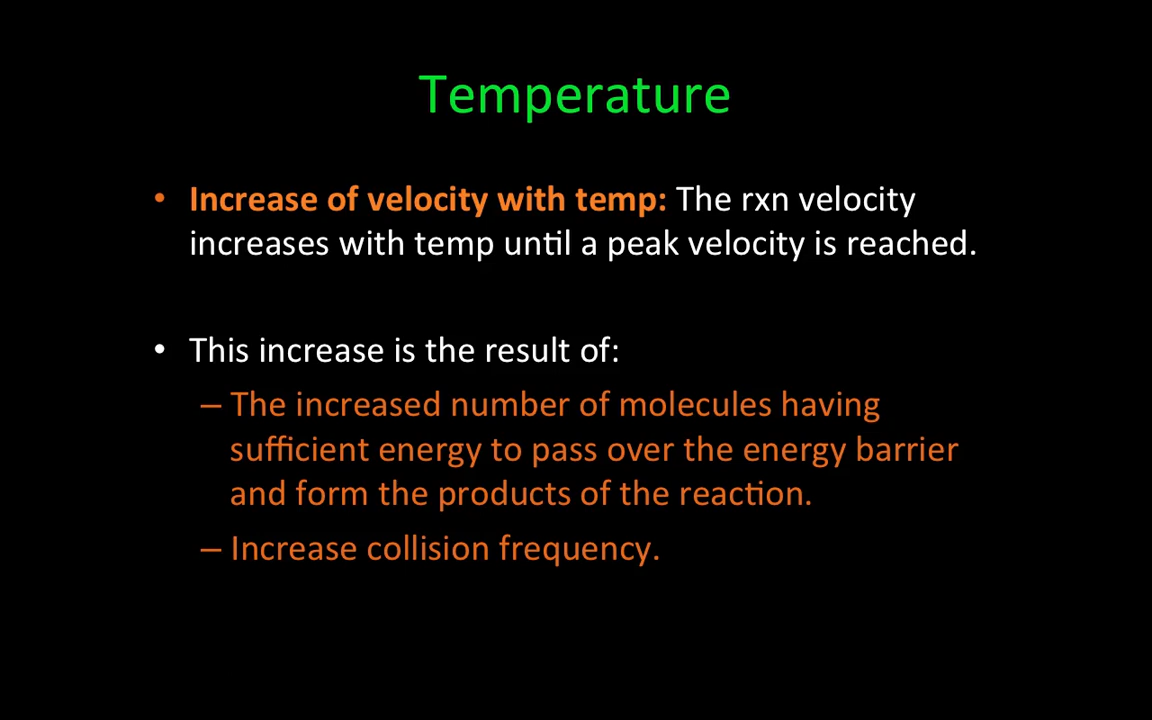 Temperature
• Increase of velocity with temp: The rxn velocity
increases with temp until a peak velocity is reached.
• This increase is the result of:
– The increased number of molecules having
sufficient energy to pass over the energy barrier
and form the products of the reaction.
– Increase collision frequency.